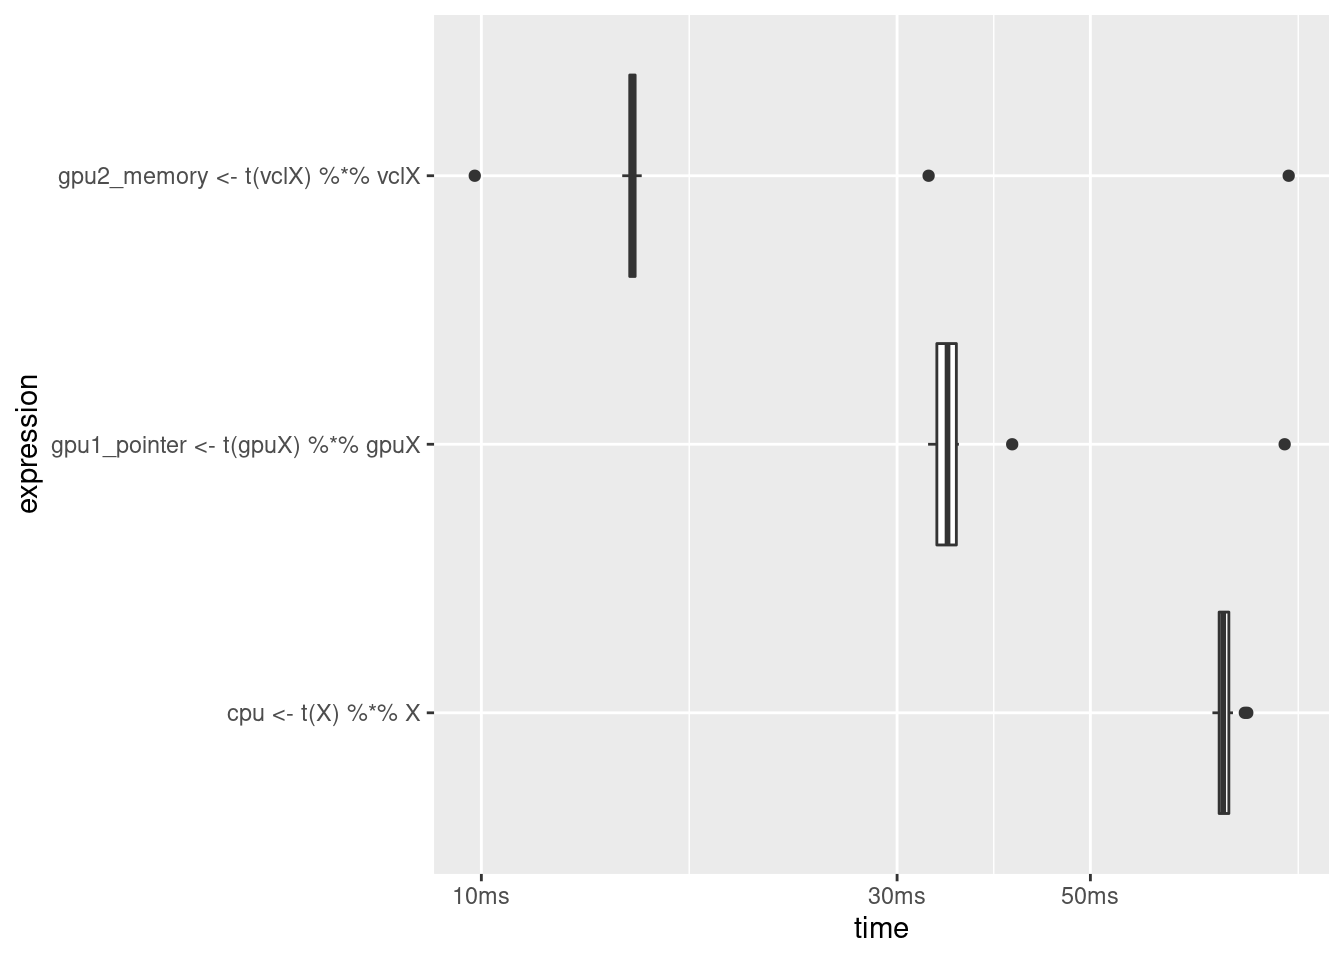 gpu2_memory <- t(vclX) %*% vclX
gpu1_pointer <- t(gpuX) %*% gpuX
cpu <- t(X) %*% X
expression
10ms 30ms 50ms
time